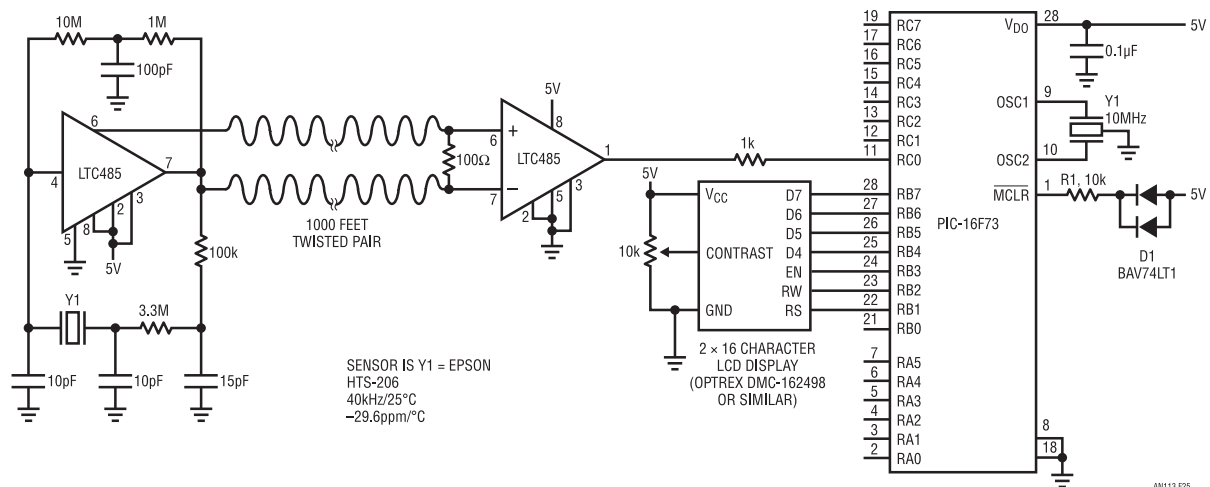 10M
1M
100pF
LTC485
4
6
7
5
8
2
3
5V
100k
Y1
3.3M
10pF
10pF
15pF
1000 FEET
TWISTED PAIR
SENSOR IS Y1 = EPSON
HTS-206
40kHz/25°C
–29.6ppm/°C
100Ω
5V
8
6
+
LTC485
7
–
1
2
5
3
1k
5V
10k
VCC
CONTRAST
GND
D7
D6
D5
D4
EN
RW
RS
2 × 16 CHARACTER
LCD DISPLAY
(OPTREX DMC-162498
OR SIMILAR)
19 RC7
17 RC6
16 RC5
15 RC4
14 RC3
13 RC2
12 RC1
11 RC0
28 RB7
27 RB6
26 RB5
25 RB4
24 RB3
23 RB2
22 RB1
21 RB0
7 RA5
6 RA4
5 RA3
4 RA2
3 RA1
2 RA0
PIC-16F73
VDO 28
5V
0.1µF
OSC1 9
Y1
10MHz
OSC2 10
MCLR 1
R1, 10k
5V
D1
BAV74LT1
8
18
AN113 F25